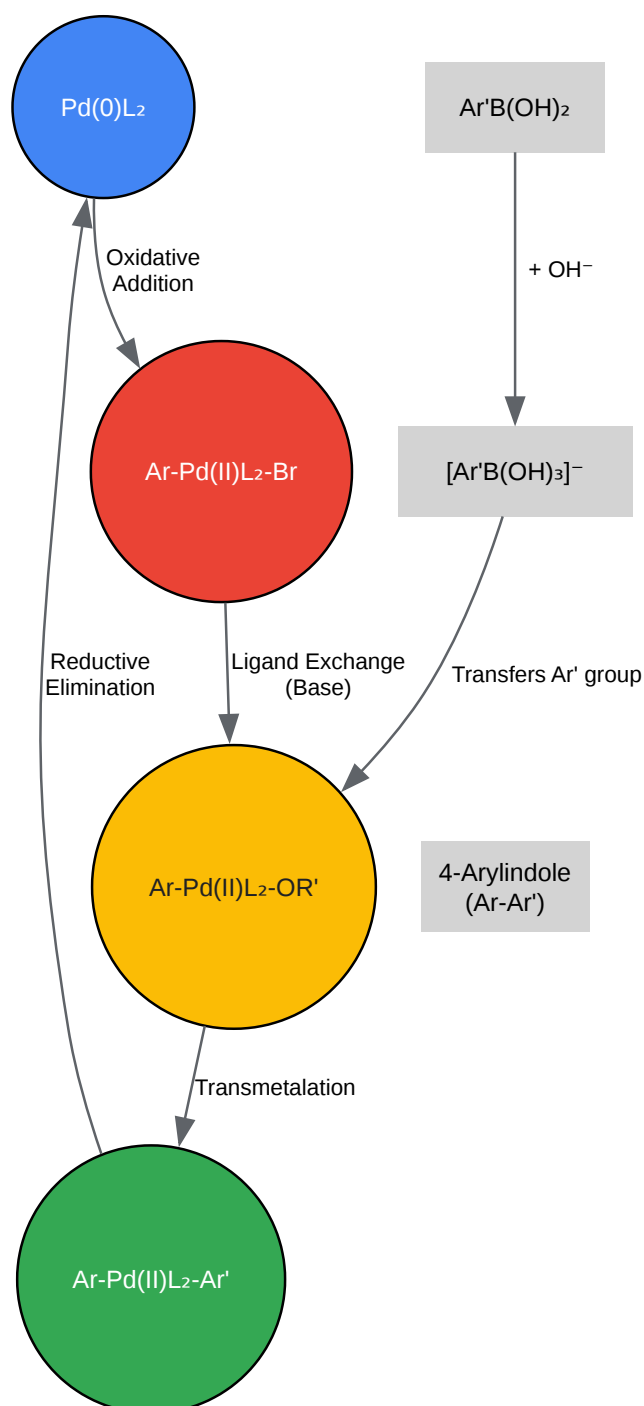 Pd(0)L₂
Ar'B(OH)₂
Oxidative
Addition
+ OH⁻
Ar-Pd(II)L₂-Br
[Ar'B(OH)₃]⁻
Reductive
Elimination
Ligand Exchange
(Base)
Transfers Ar' group
Ar-Pd(II)L₂-OR'
4-Arylindole
(Ar-Ar')
Transmetalation
Ar-Pd(II)L₂-Ar'